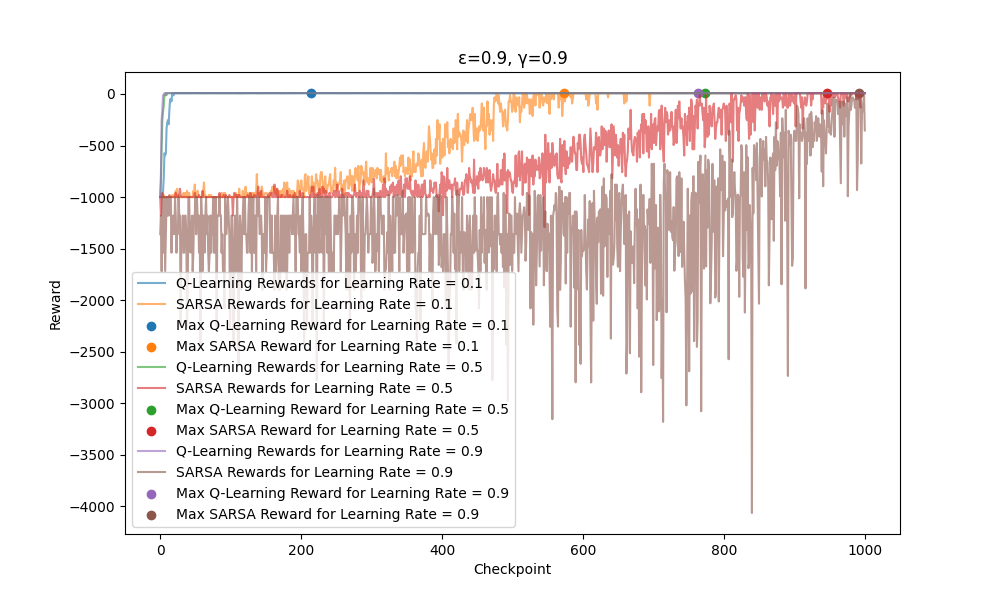 ε=0.9, γ=0.9
0
−500
−1000
−1500
−2000
−2500
−3000
−3500
−4000
Reward
Q-Learning Rewards for Learning Rate = 0.1
SARSA Rewards for Learning Rate = 0.1
Max Q-Learning Reward for Learning Rate = 0.1
Max SARSA Reward for Learning Rate = 0.1
Q-Learning Rewards for Learning Rate = 0.5
SARSA Rewards for Learning Rate = 0.5
Max Q-Learning Reward for Learning Rate = 0.5
Max SARSA Reward for Learning Rate = 0.5
Q-Learning Rewards for Learning Rate = 0.9
SARSA Rewards for Learning Rate = 0.9
Max Q-Learning Reward for Learning Rate = 0.9
Max SARSA Reward for Learning Rate = 0.9
0 200 400 600 800 1000
Checkpoint